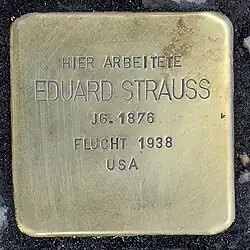 HIER ARBEITETE
EDUARD STRAUSS
JG. 1876
FLUCHT 1938
USA